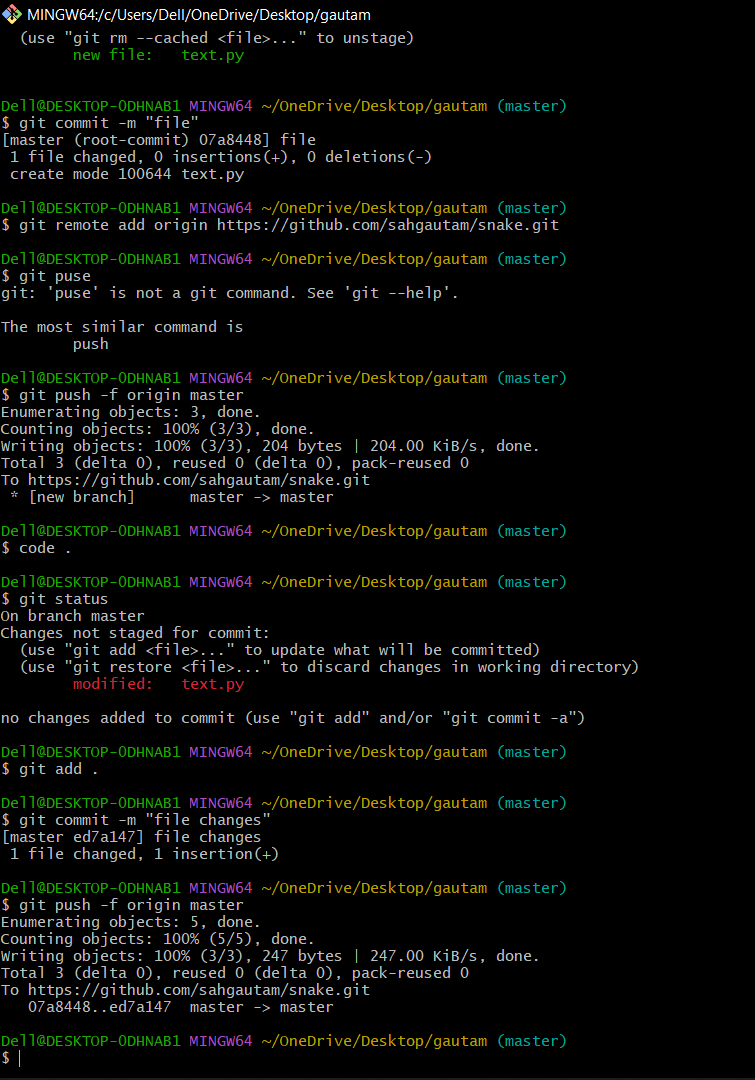 MINGW64:/c/Users/Dell/OneDrive/Desktop/gautam
(use "git rm --cached <file>..." to unstage)
new file:   text.py
Dell@DESKTOP-ODHNAB1 MINGW64 ~/OneDrive/Desktop/gautam (master)
$ git commit -m "file"
[master (root-commit) 07a8448] file
1 file changed, 0 insertions(+), 0 deletions(-)
create mode 100644 text.py
Dell@DESKTOP-ODHNAB1 MINGW64 ~/OneDrive/Desktop/gautam (master)
$ git remote add origin https://github.com/sahgautam/snake.git
Dell@DESKTOP-ODHNAB1 MINGW64 ~/OneDrive/Desktop/gautam (master)
$ git puse
git: 'puse' is not a git command. See 'git --help'.
The most similar command is
push
Dell@DESKTOP-ODHNAB1 MINGW64 ~/OneDrive/Desktop/gautam (master)
$ git push -f origin master
Enumerating objects: 3, done.
Counting objects: 100% (3/3), done.
Writing objects: 100% (3/3), 204 bytes | 204.00 KiB/s, done.
Total 3 (delta 0), reused 0 (delta 0), pack-reused 0
To https://github.com/sahgautam/snake.git
* [new branch]      master -> master
Dell@DESKTOP-ODHNAB1 MINGW64 ~/OneDrive/Desktop/gautam (master)
$ code .
Dell@DESKTOP-ODHNAB1 MINGW64 ~/OneDrive/Desktop/gautam (master)
$ git status
On branch master
Changes not staged for commit:
(use "git add <file>..." to update what will be committed)
(use "git restore <file>..." to discard changes in working directory)
modified:   text.py
no changes added to commit (use "git add" and/or "git commit -a")
Dell@DESKTOP-ODHNAB1 MINGW64 ~/OneDrive/Desktop/gautam (master)
$ git add .
Dell@DESKTOP-ODHNAB1 MINGW64 ~/OneDrive/Desktop/gautam (master)
$ git commit -m "file changes"
[master ed7a147] file changes
1 file changed, 1 insertion(+)
Dell@DESKTOP-ODHNAB1 MINGW64 ~/OneDrive/Desktop/gautam (master)
$ git push -f origin master
Enumerating objects: 5, done.
Counting objects: 100% (5/5), done.
Writing objects: 100% (3/3), 247 bytes | 247.00 KiB/s, done.
Total 3 (delta 0), reused 0 (delta 0), pack-reused 0
To https://github.com/sahgautam/snake.git
07a8448..ed7a147  master -> master
Dell@DESKTOP-ODHNAB1 MINGW64 ~/OneDrive/Desktop/gautam (master)
$